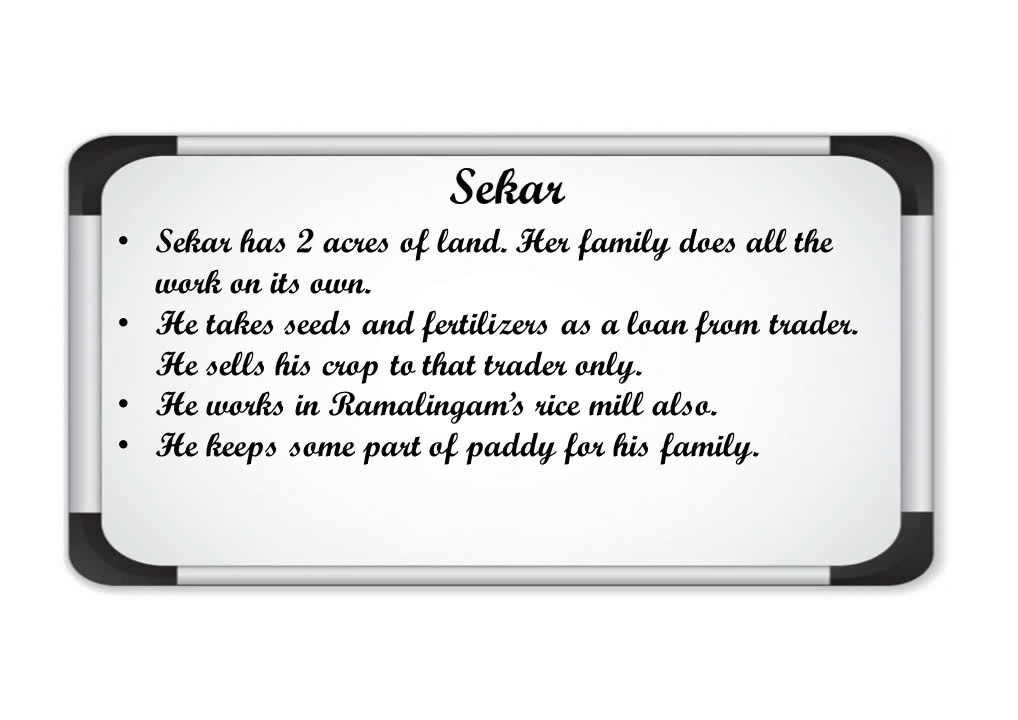 Sekar
• Sekar has 2 acres of land. Her family does all the
work on its own.
• He takes seeds and fertilizers as a loan from trader.
He sells his crop to that trader only.
• He works in Ramalingam's rice mill also.
• He keeps some part of paddy for his family.